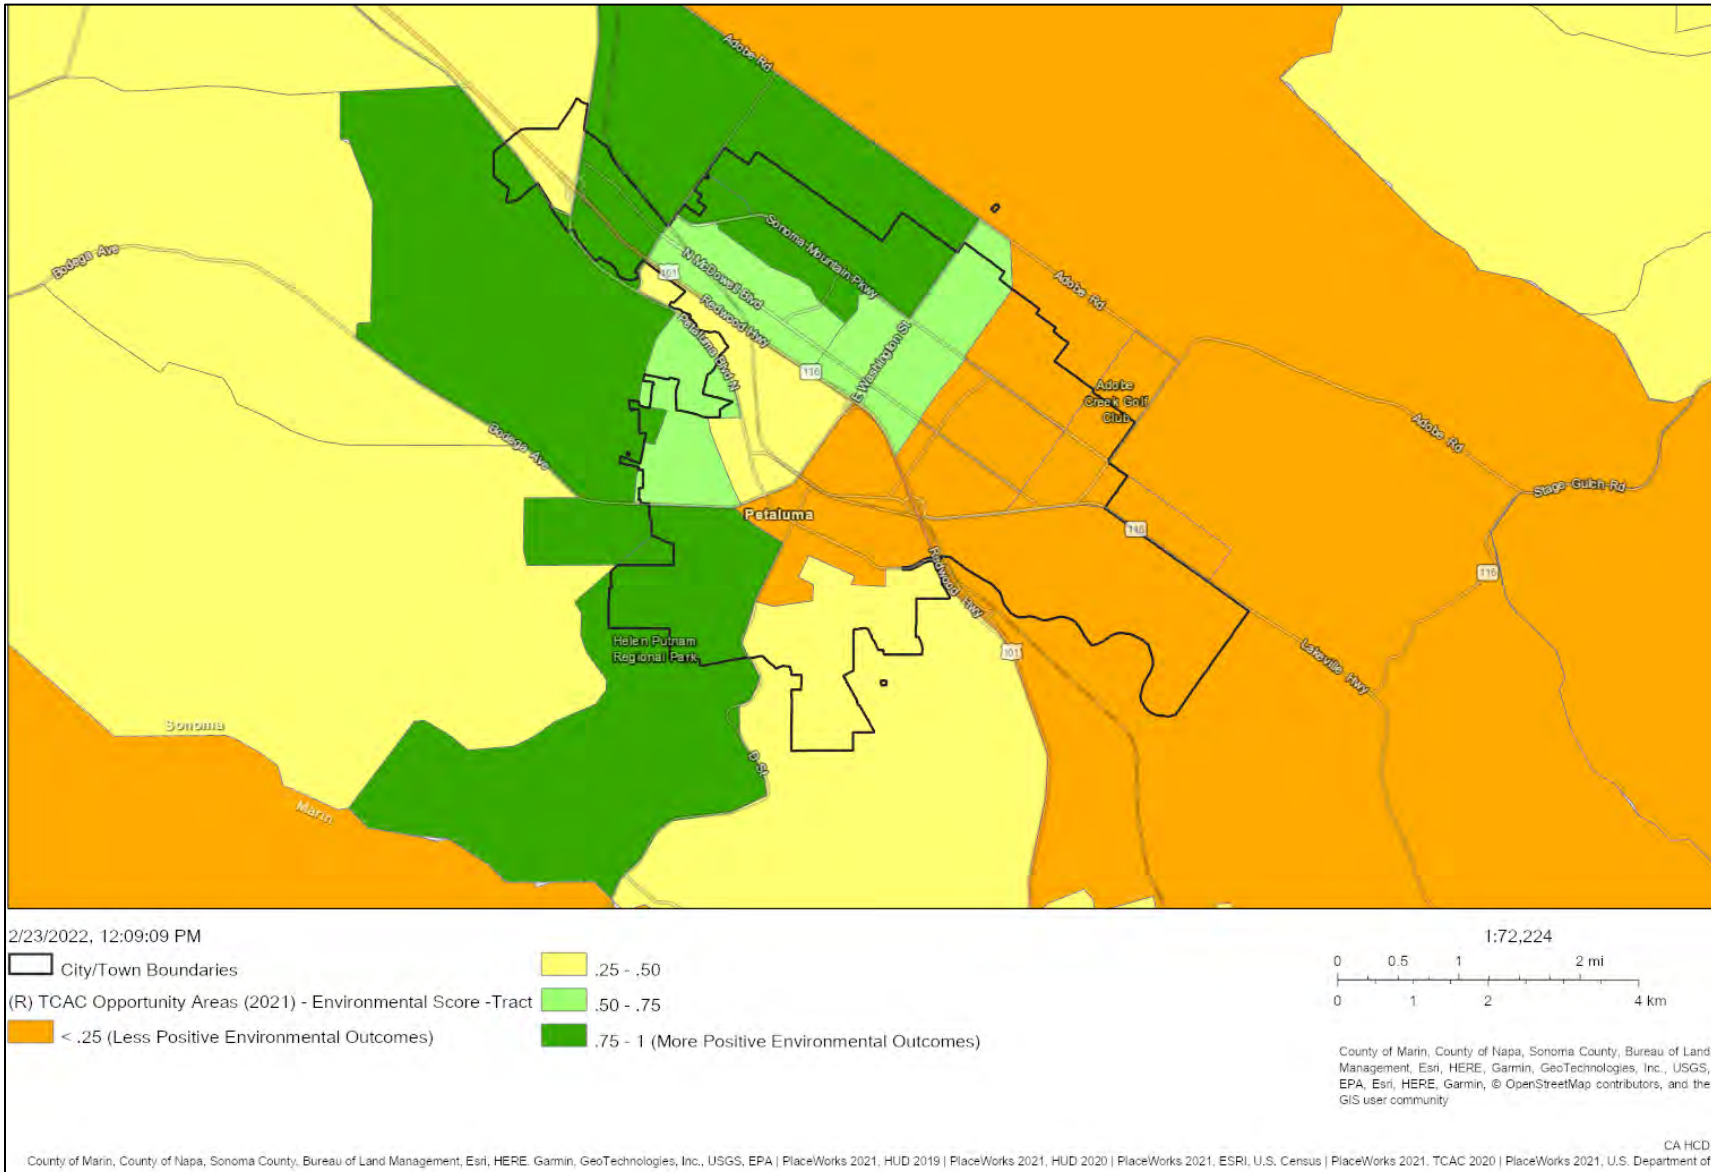 Adobe Rd
Bodega Ave
Sonoma-Mountain-Pkwy
N McDowell Blvd
101
Redwood Hwy
Petaluma Blvd N
116
E Washington St
Adobe Rd
Adobe
Creek Golf
Club
Adobe Rd
Bodega Ave
Stage-Gulch-Rd
Petaluma
116
Redwood Hwy
116
Helen Putnam
Regional Park
101
Lakeville Hwy
Sonoma
D-St
Marin
2/23/2022, 12:09:09 PM
City/Town Boundaries
(R) TCAC Opportunity Areas (2021) - Environmental Score -Tract
< .25 (Less Positive Environmental Outcomes)
.25 - .50
.50 - .75
.75 - 1 (More Positive Environmental Outcomes)
1:72,224
0 0.5 1 2 mi
0 1 2 4 km
County of Marin, County of Napa, Sonoma County, Bureau of Land
Management, Esri, HERE, Garmin, GeoTechnologies, Inc., USGS,
EPA, Esri, HERE, Garmin, © OpenStreetMap contributors, and the
GIS user community
CA HCD
County of Marin, County of Napa, Sonoma County, Bureau of Land Management, Esri, HERE, Garmin, GeoTechnologies, Inc., USGS, EPA | PlaceWorks 2021, HUD 2019 | PlaceWorks 2021, HUD 2020 | PlaceWorks 2021, ESRI, U.S. Census | PlaceWorks 2021, TCAC 2020 | PlaceWorks 2021, U.S. Department of